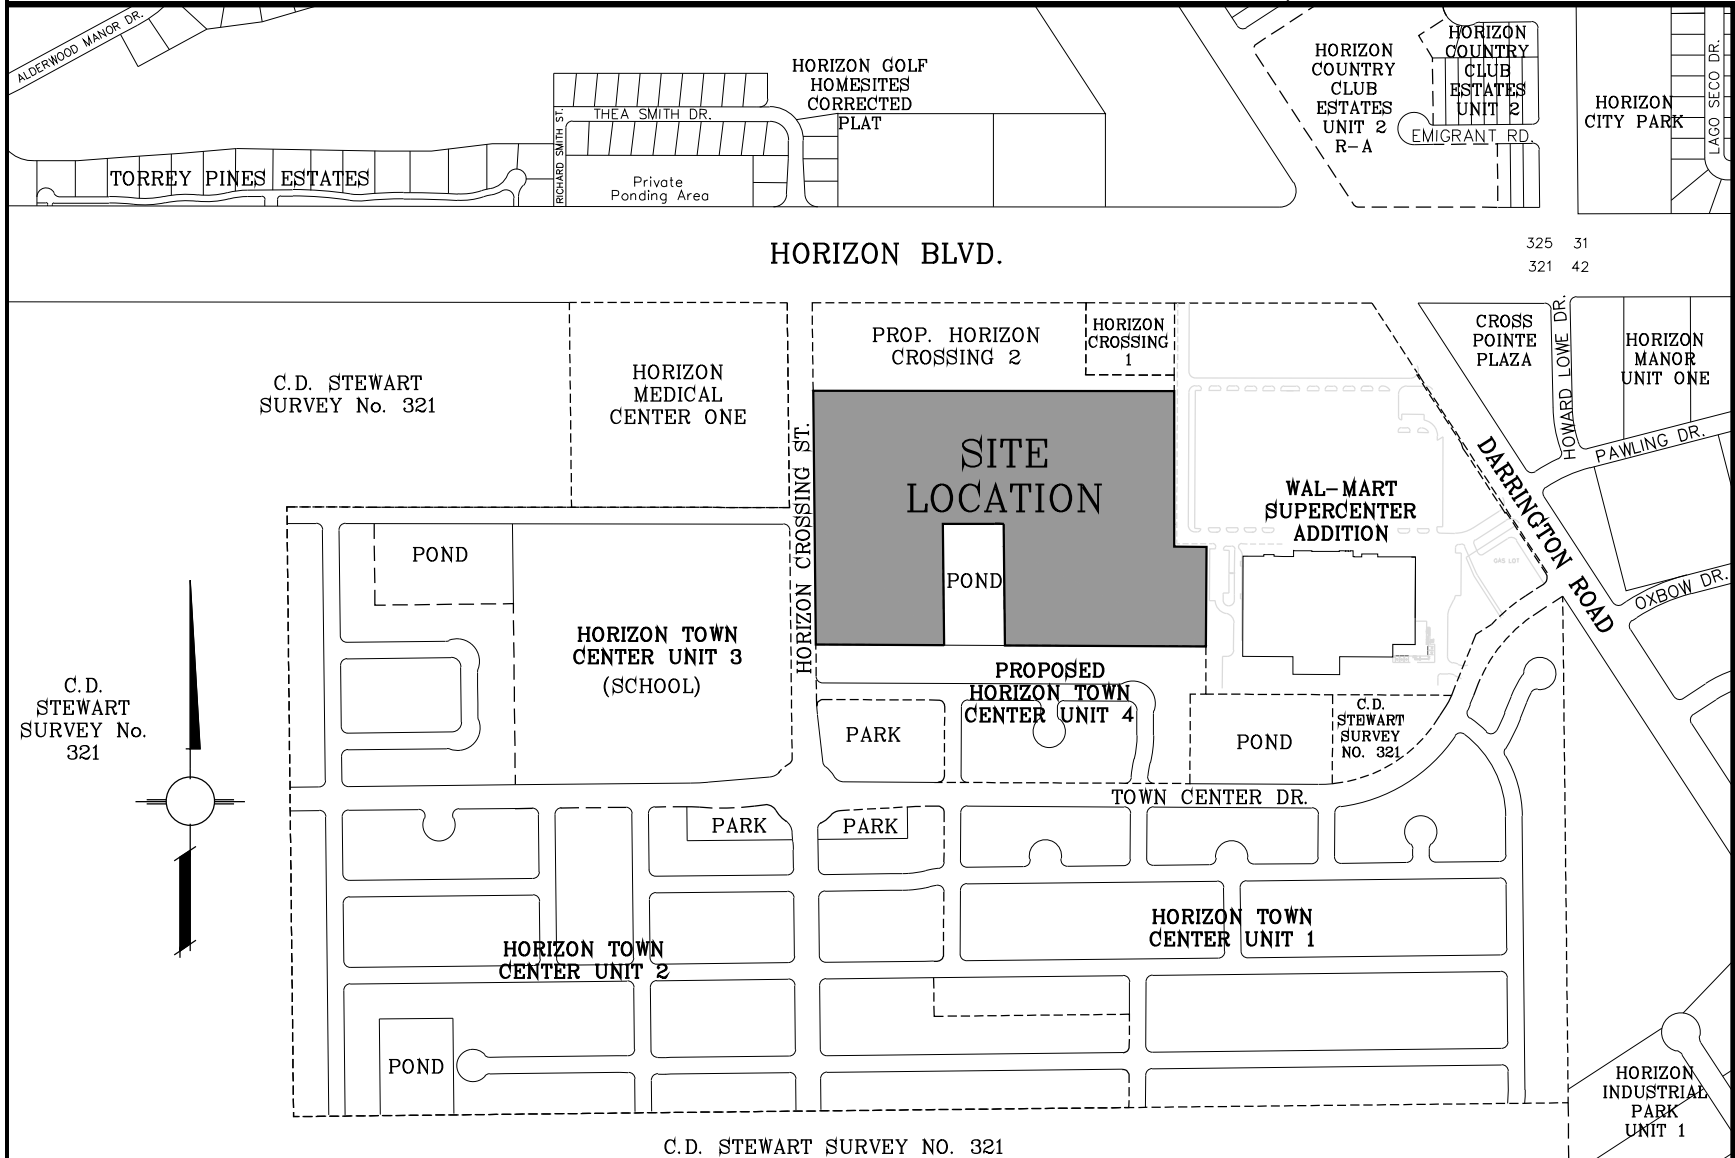 ALDERWOOD MANOR DR.
HORIZON GOLF
HOMESITES
CORRECTED
PLAT
THEA SMITH DR.
RICHARD SMITH ST.
TORREY PINES ESTATES
Private
Ponding Area
HORIZON
COUNTRY
CLUB
ESTATES
UNIT 2
R-A
HORIZON
COUNTRY
CLUB
ESTATES
UNIT 2
EMIGRANT RD.
HORIZON
CITY PARK
LAGO SECO DR.
HORIZON BLVD.
325 31
321 42
C.D. STEWART
SURVEY No. 321
HORIZON
MEDICAL
CENTER ONE
HORIZON CROSSING ST.
PROP. HORIZON
CROSSING 2
HORIZON
CROSSING
1
CROSS
POINTE
PLAZA
HOWARD LOWE DR.
HORIZON
MANOR
UNIT ONE
PAWLING DR.
SITE
LOCATION
POND
WAL-MART
SUPERCENTER
ADDITION
GAS LOT
DARRINGTON ROAD
OXBOW DR.
POND
HORIZON TOWN
CENTER UNIT 3
(SCHOOL)
C.D.
STEWART
SURVEY No.
321
PROPOSED
HORIZON TOWN
CENTER UNIT 4
PARK
POND
C.D.
STEWART
SURVEY
NO. 321
TOWN CENTER DR.
PARK
PARK
HORIZON TOWN
CENTER UNIT 1
HORIZON TOWN
CENTER UNIT 2
POND
HORIZON
INDUSTRIAL
PARK
UNIT 1
C.D. STEWART SURVEY NO. 321